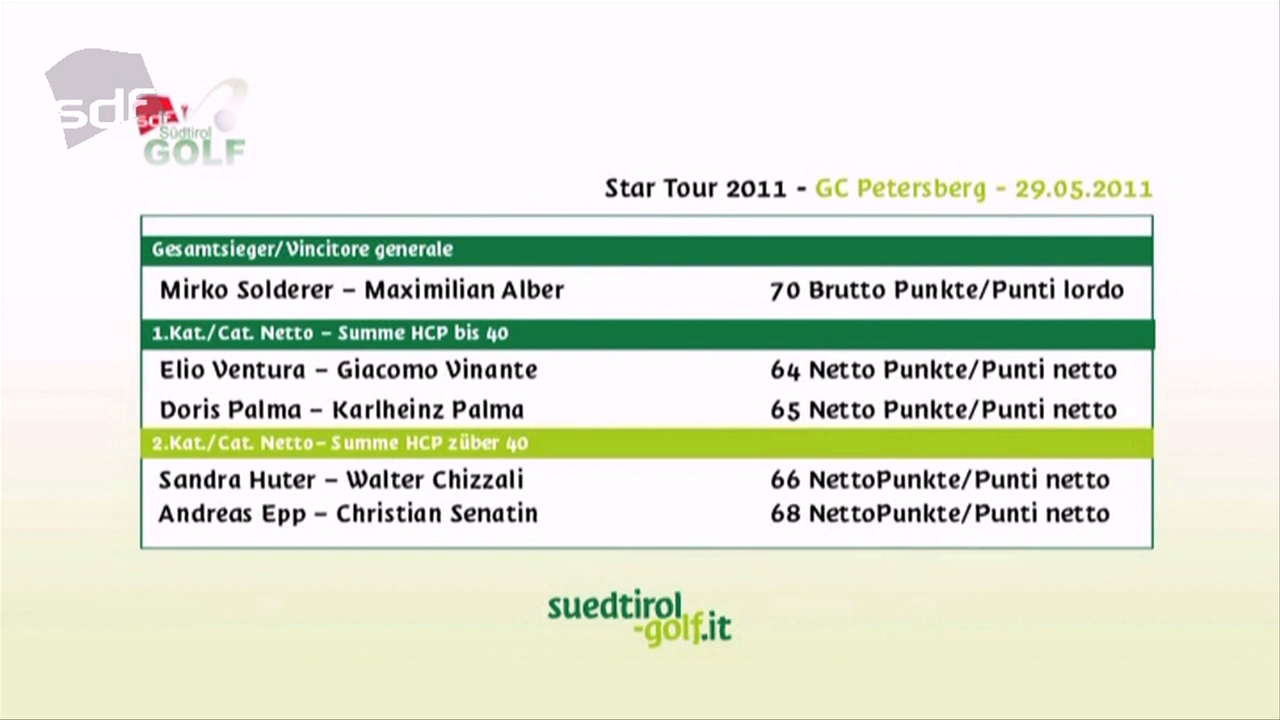 sdf
sdf
Südtirol
GOLF
Star Tour 2011 - GC Petersberg - 29.05.2011
Gesamtsieger/Vincitore generale
Mirko Solderer – Maximilian Alber 70 Brutto Punkte/Punti lordo
1.Kat./Cat. Netto – Summe HCP bis 40
Elio Ventura – Giacomo Vinante 64 Netto Punkte/Punti netto
Doris Palma – Karlheinz Palma 65 Netto Punkte/Punti netto
2.Kat./Cat. Netto – Summe HCP züber 40
Sandra Huter – Walter Chizzali 66 NettoPunkte/Punti netto
Andreas Epp – Christian Senatin 68 NettoPunkte/Punti netto
suedtirol
-golf.it